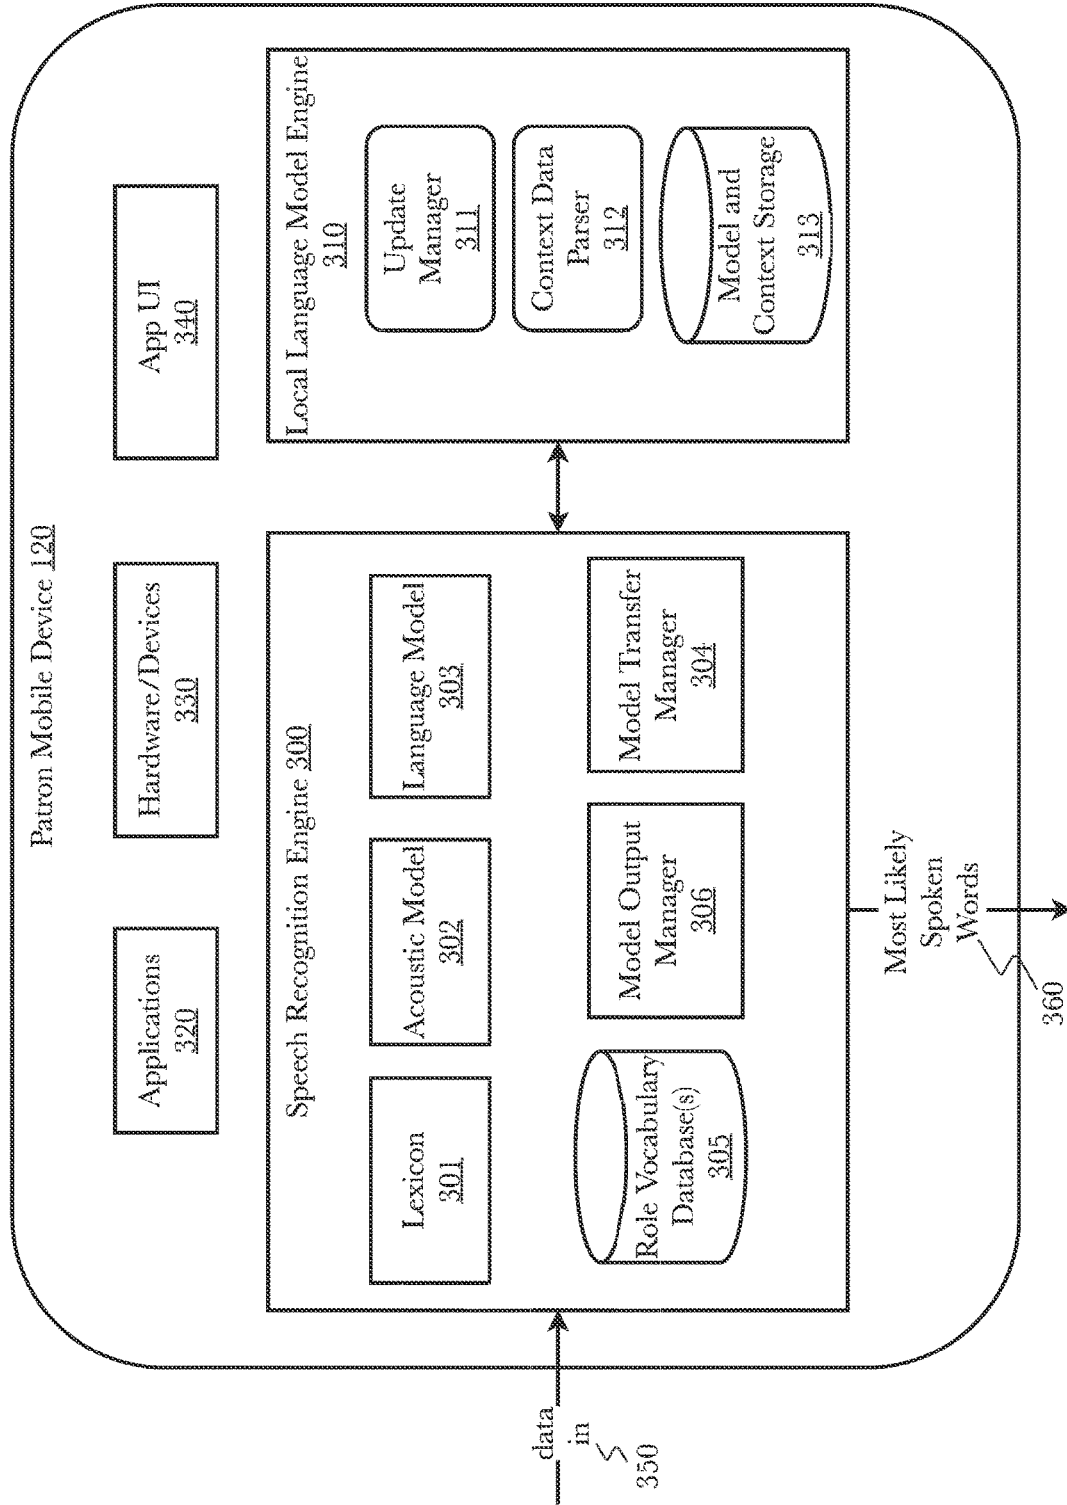 Patron Mobile Device 120
Applications
320
Hardware/Devices
330
App UI
340
Speech Recognition Engine 300
Lexicon
301
Acoustic Model
302
Language Model
303
Role Vocabulary
Database(s)
305
Model Output
Manager
306
Model Transfer
Manager
304
Local Language Model Engine
310
Update
Manager
311
Context Data
Parser
312
Model and
Context Storage
313
data
in
350
Most Likely
Spoken
Words
360